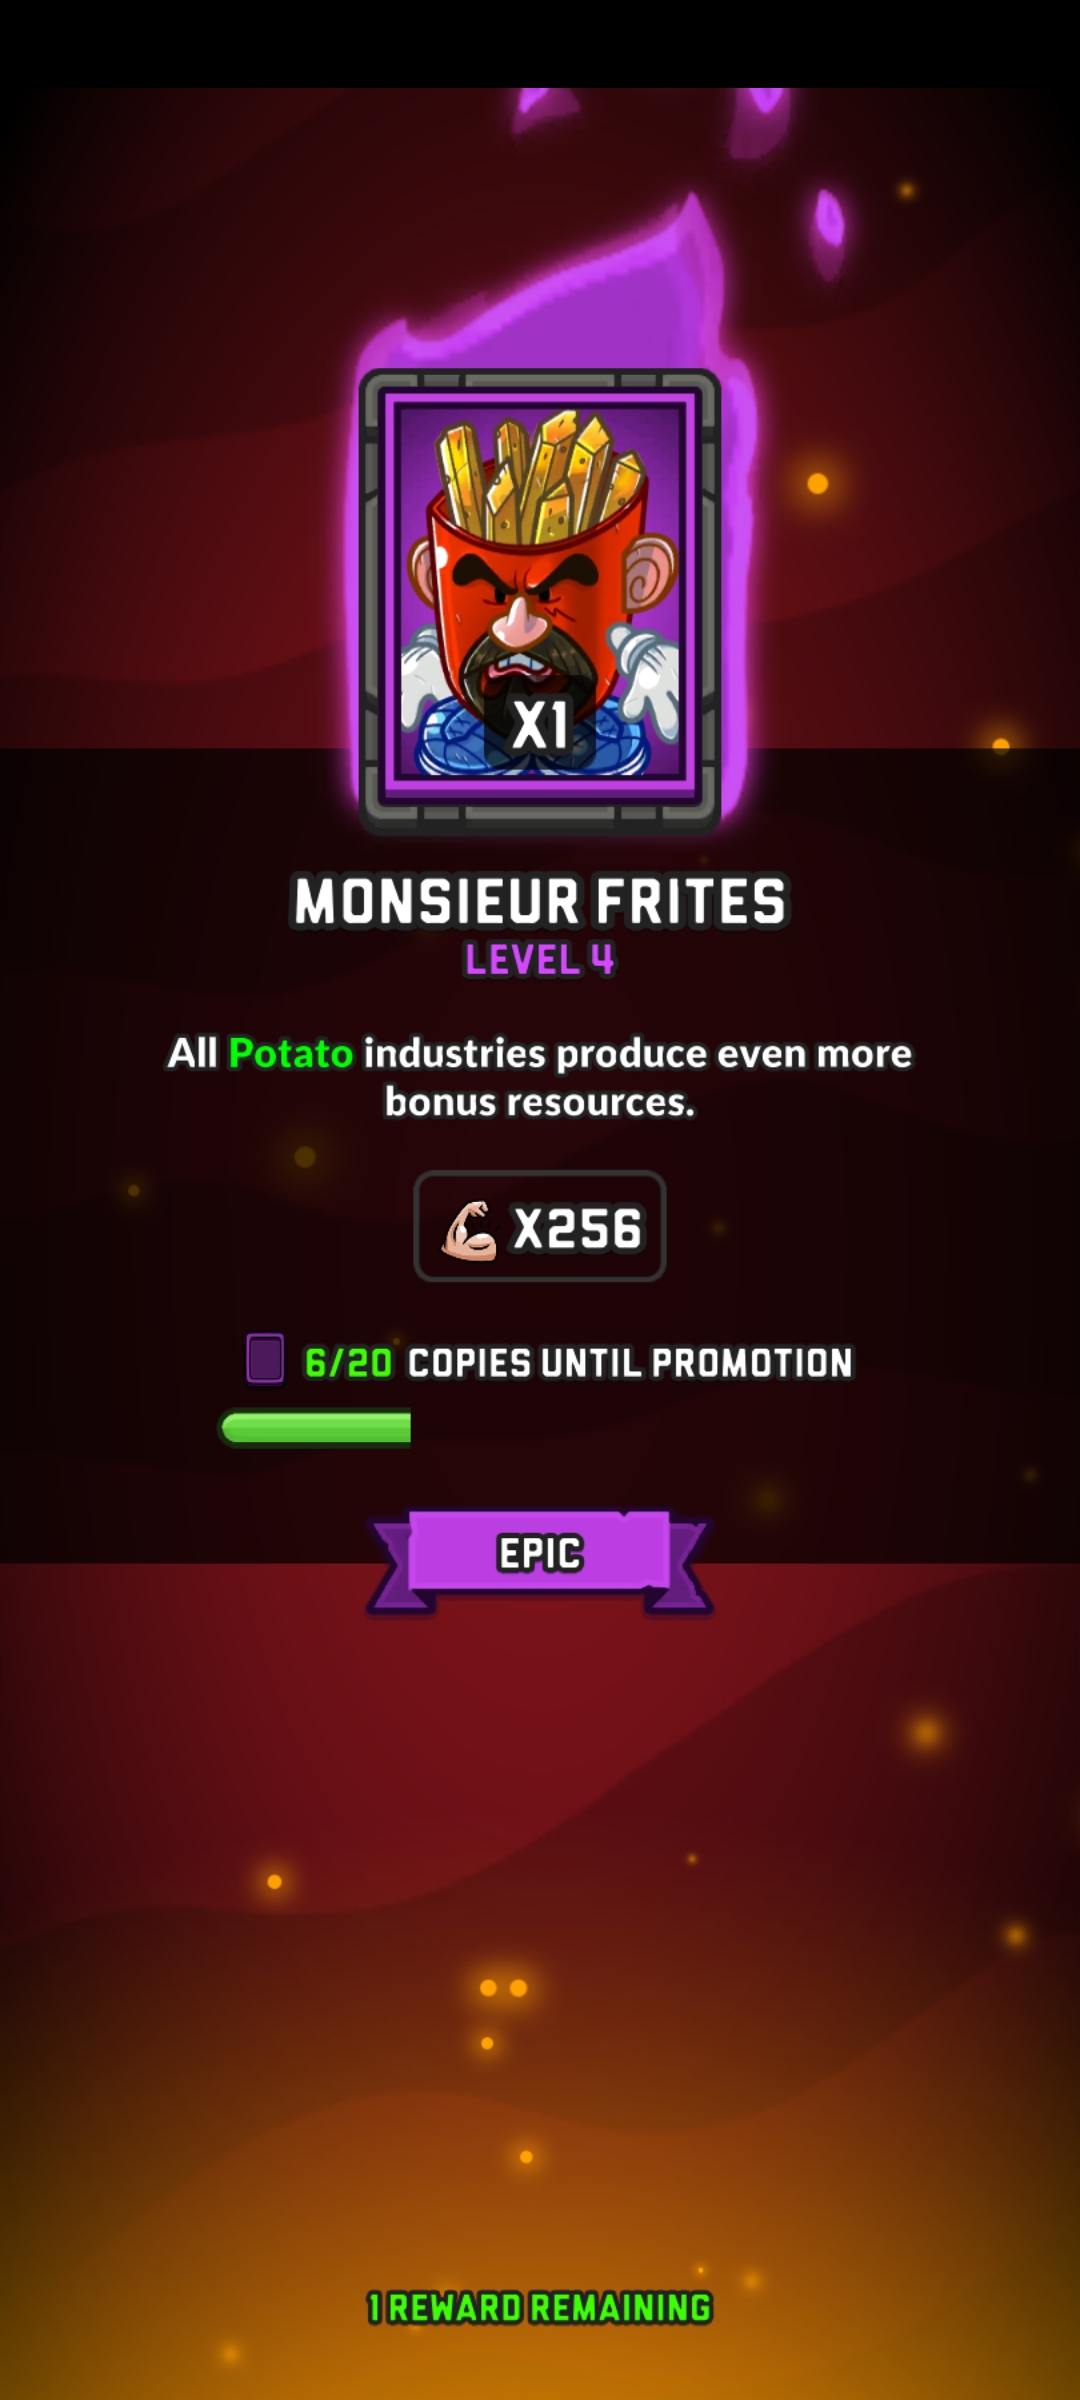 X1
MONSIEUR FRITES
LEVEL 4
All Potato industries produce even more
bonus resources.
X256
6/20 COPIES UNTIL PROMOTION
EPIC
1 REWARD REMAINING